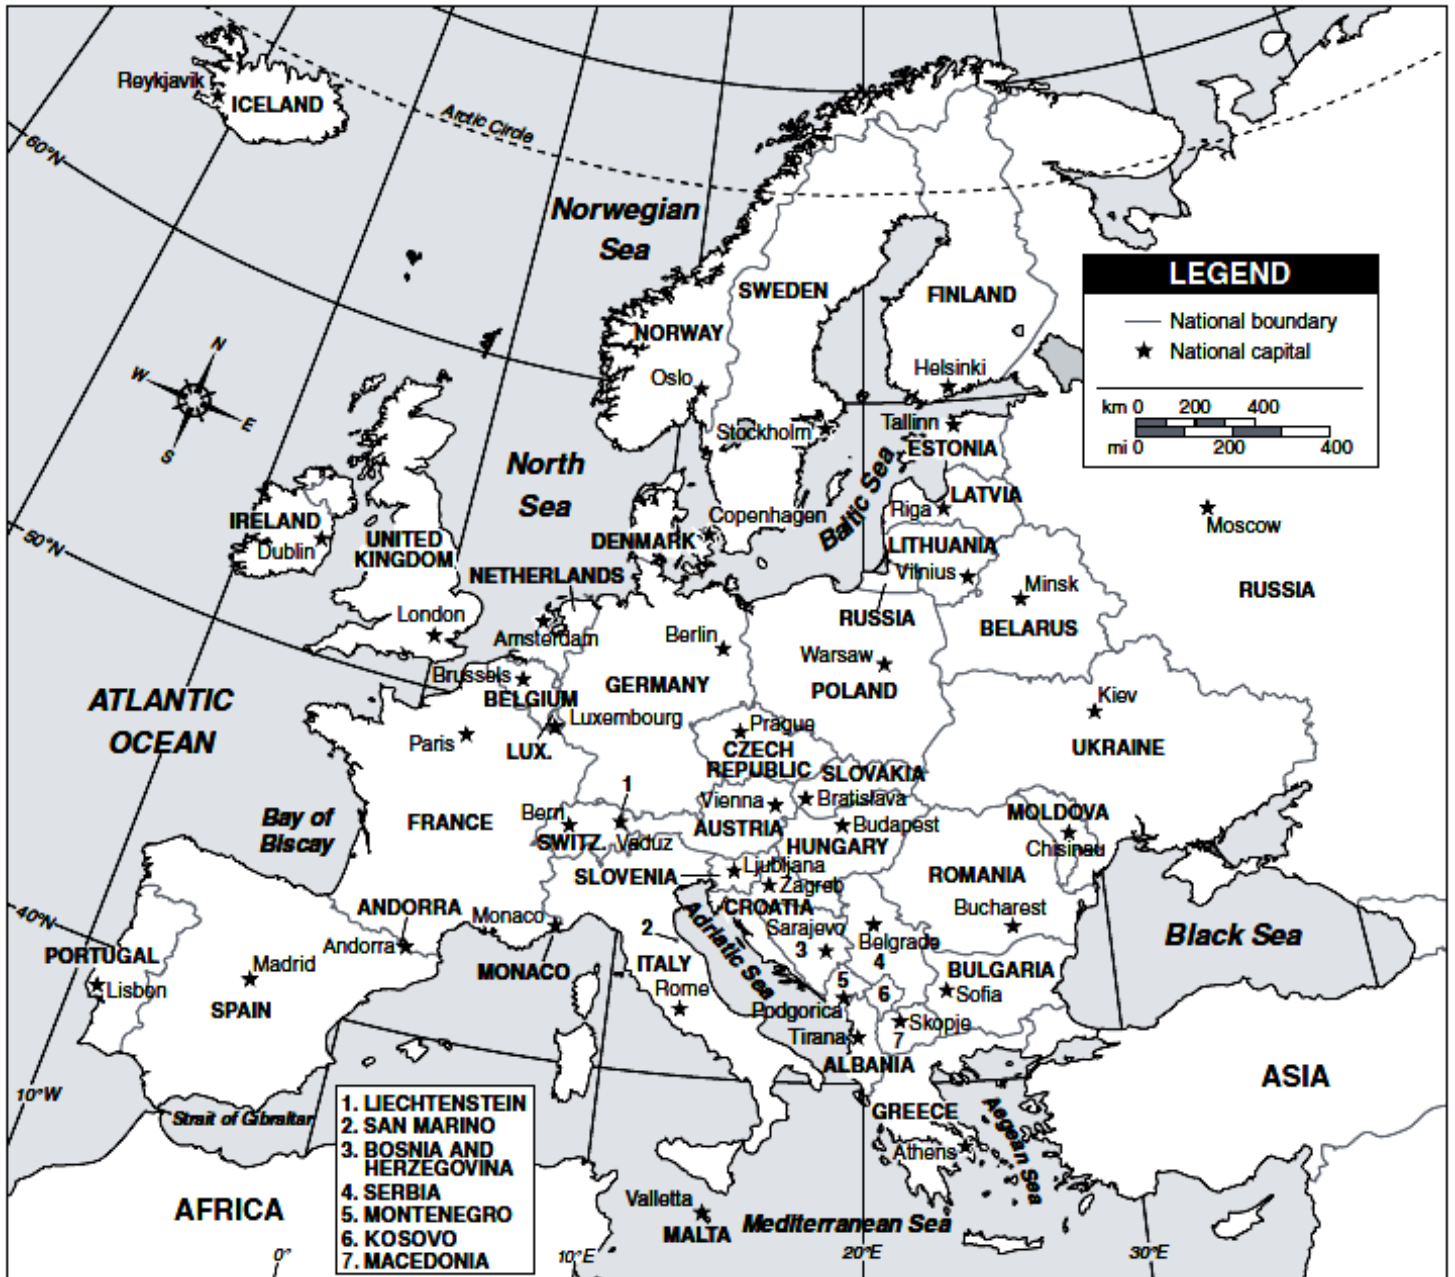 Reykjavik
ICELAND
Arctic Circle
60°N
Norwegian
Sea
LEGEND
National boundary
National capital
km 0 200 400
mi 0 200 400
SWEDEN
FINLAND
NORWAY
Oslo
Helsinki
N
W
E
S
Stockholm
Tallinn
ESTONIA
North
Sea
Baltic Sea
LATVIA
Riga
Moscow
IRELAND
Dublin
UNITED
KINGDOM
Copenhagen
DENMARK
LITHUANIA
Vilnius
50°N
NETHERLANDS
Minsk
RUSSIA
RUSSIA
BELARUS
London
Amsterdam
Berlin
Warsaw
POLAND
Brussels
BELGIUM
GERMANY
Kiev
ATLANTIC
OCEAN
Luxembourg
LUX.
Paris
Prague
CZECH
REPUBLIC
UKRAINE
SLOVAKIA
1
Vienna
Bratislava
Bay of
Biscay
FRANCE
Bern
SWITZ.
Vaduz
AUSTRIA
Budapest
HUNGARY
MOLDOVA
Chisinau
SLOVENIA
Ljubljana
Zagreb
ROMANIA
40°N
ANDORRA
Andorra
Monaco
MONACO
CROATIA
Sarajevo
3
Adriatic Sea
Belgrade
4
Bucharest
Black Sea
PORTUGAL
Lisbon
Madrid
SPAIN
2
ITALY
Rome
5
6
Podgorica
BULGARIA
Sofia
Skopje
7
Tirana
ALBANIA
ASIA
10°W
Strait of Gibraltar
1. LIECHTENSTEIN
2. SAN MARINO
3. BOSNIA AND
HERZEGOVINA
4. SERBIA
5. MONTENEGRO
6. KOSOVO
7. MACEDONIA
GREECE
Athens
Aegean Sea
AFRICA
Valletta
MALTA
Mediterranean Sea
0°
10°E
20°E
30°E